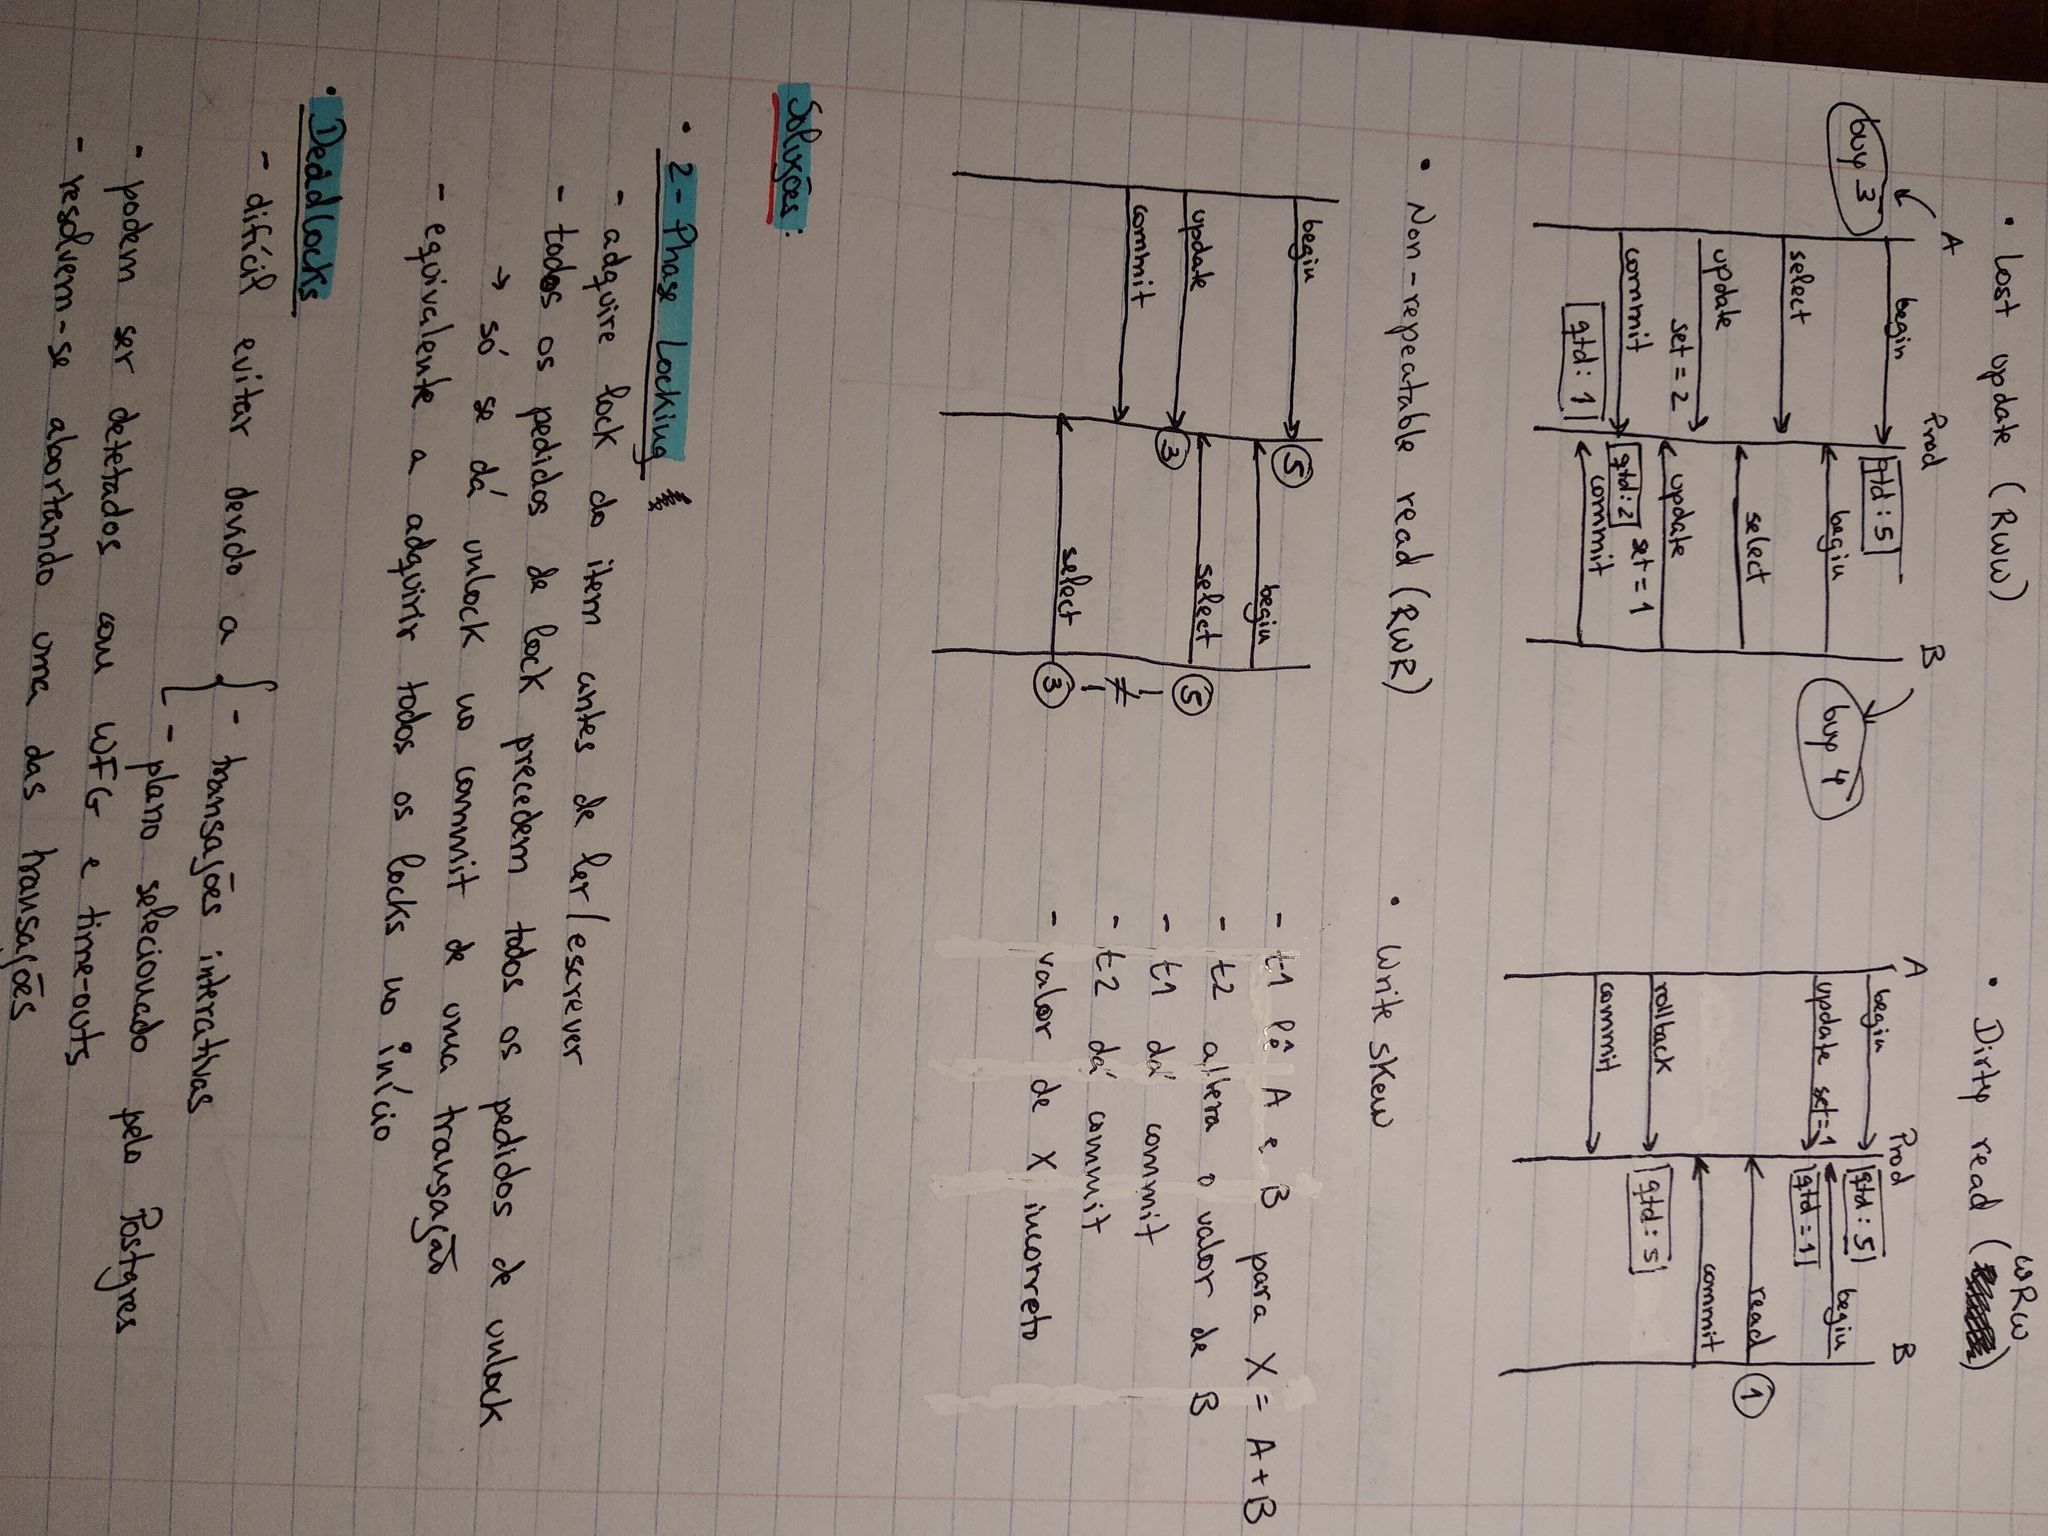 • Lost update (RWW)
A
Prod
B
begin
qtd : 5
buy 3
begin
buy 4
select
select
update
set = 2
update
set = 1
commit
qtd: 2
commit
qtd: 1
• Dirty read (WRW)
A
Prod
B
begin
qtd : 5
begin
update set=1
qtd = 1
read
1
commit
rollback
qtd : 5
commit
• Non-repeatable read (RWR)
begin
5
begin
select
5
update
3
commit
≠
select
3
• Write skew
- t1 lê A e B para X = A + B
- t2 altera o valor de B
- t1 dá commit
- t2 dá commit
- valor de X incorreto
Soluções:
• 2-Phase Locking
- adquire lock do item antes de ler/escrever
- todos os pedidos de lock precedem todos os pedidos de unlock
→ só se dá unlock no commit de uma transação
- equivalente a adquirir todos os locks no início
• Deadlocks
- difícil evitar devido a { - transações interativas
- plano selecionado pelo Postgres
- podem ser detetados com WFG e time-outs
- resolvem-se abortando uma das transações